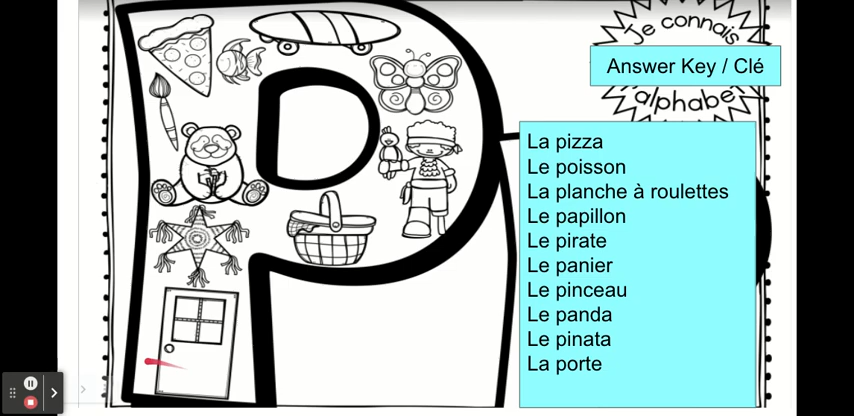 Je connais
Answer Key / Clé
alphabe
La pizza
Le poisson
La planche à roulettes
Le papillon
Le pirate
Le panier
Le pinceau
Le panda
Le pinata
La porte